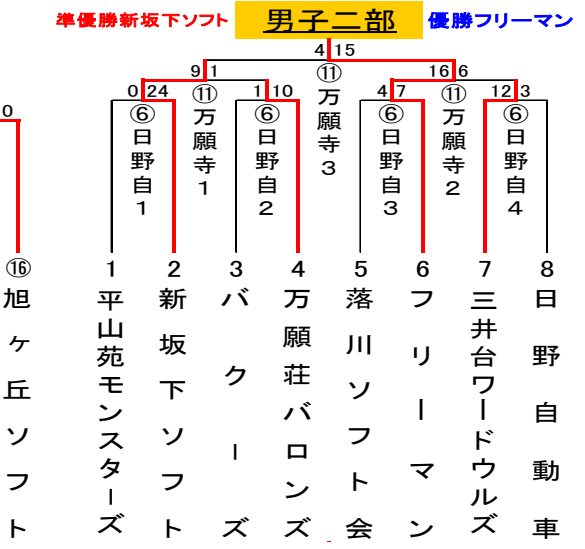 準優勝新坂下ソフト
男子二部
優勝フリーマン
4 15
⑪万願寺3
9 1
⑪万願寺1
16 6
⑪万願寺2
0 24
⑥日野自1
1 10
⑥日野自2
4 7
⑥日野自3
12 3
⑥日野自4
0
⑯
旭ヶ丘ソフト
1
平山苑モンスターズ
2
新坂下ソフト
3
バクーズ
4
万願荘バロンズ
5
落川ソフト会
6
フリーマン
7
三井台ワードウルズ
8
日野自動車